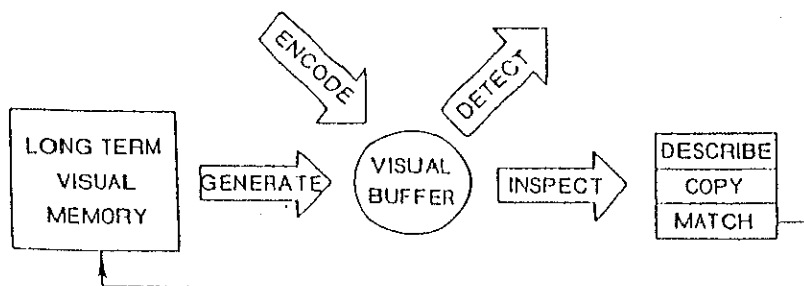 ENCODE
DETECT
LONG TERM
VISUAL
MEMORY
GENERATE
VISUAL
BUFFER
INSPECT
DESCRIBE
COPY
MATCH